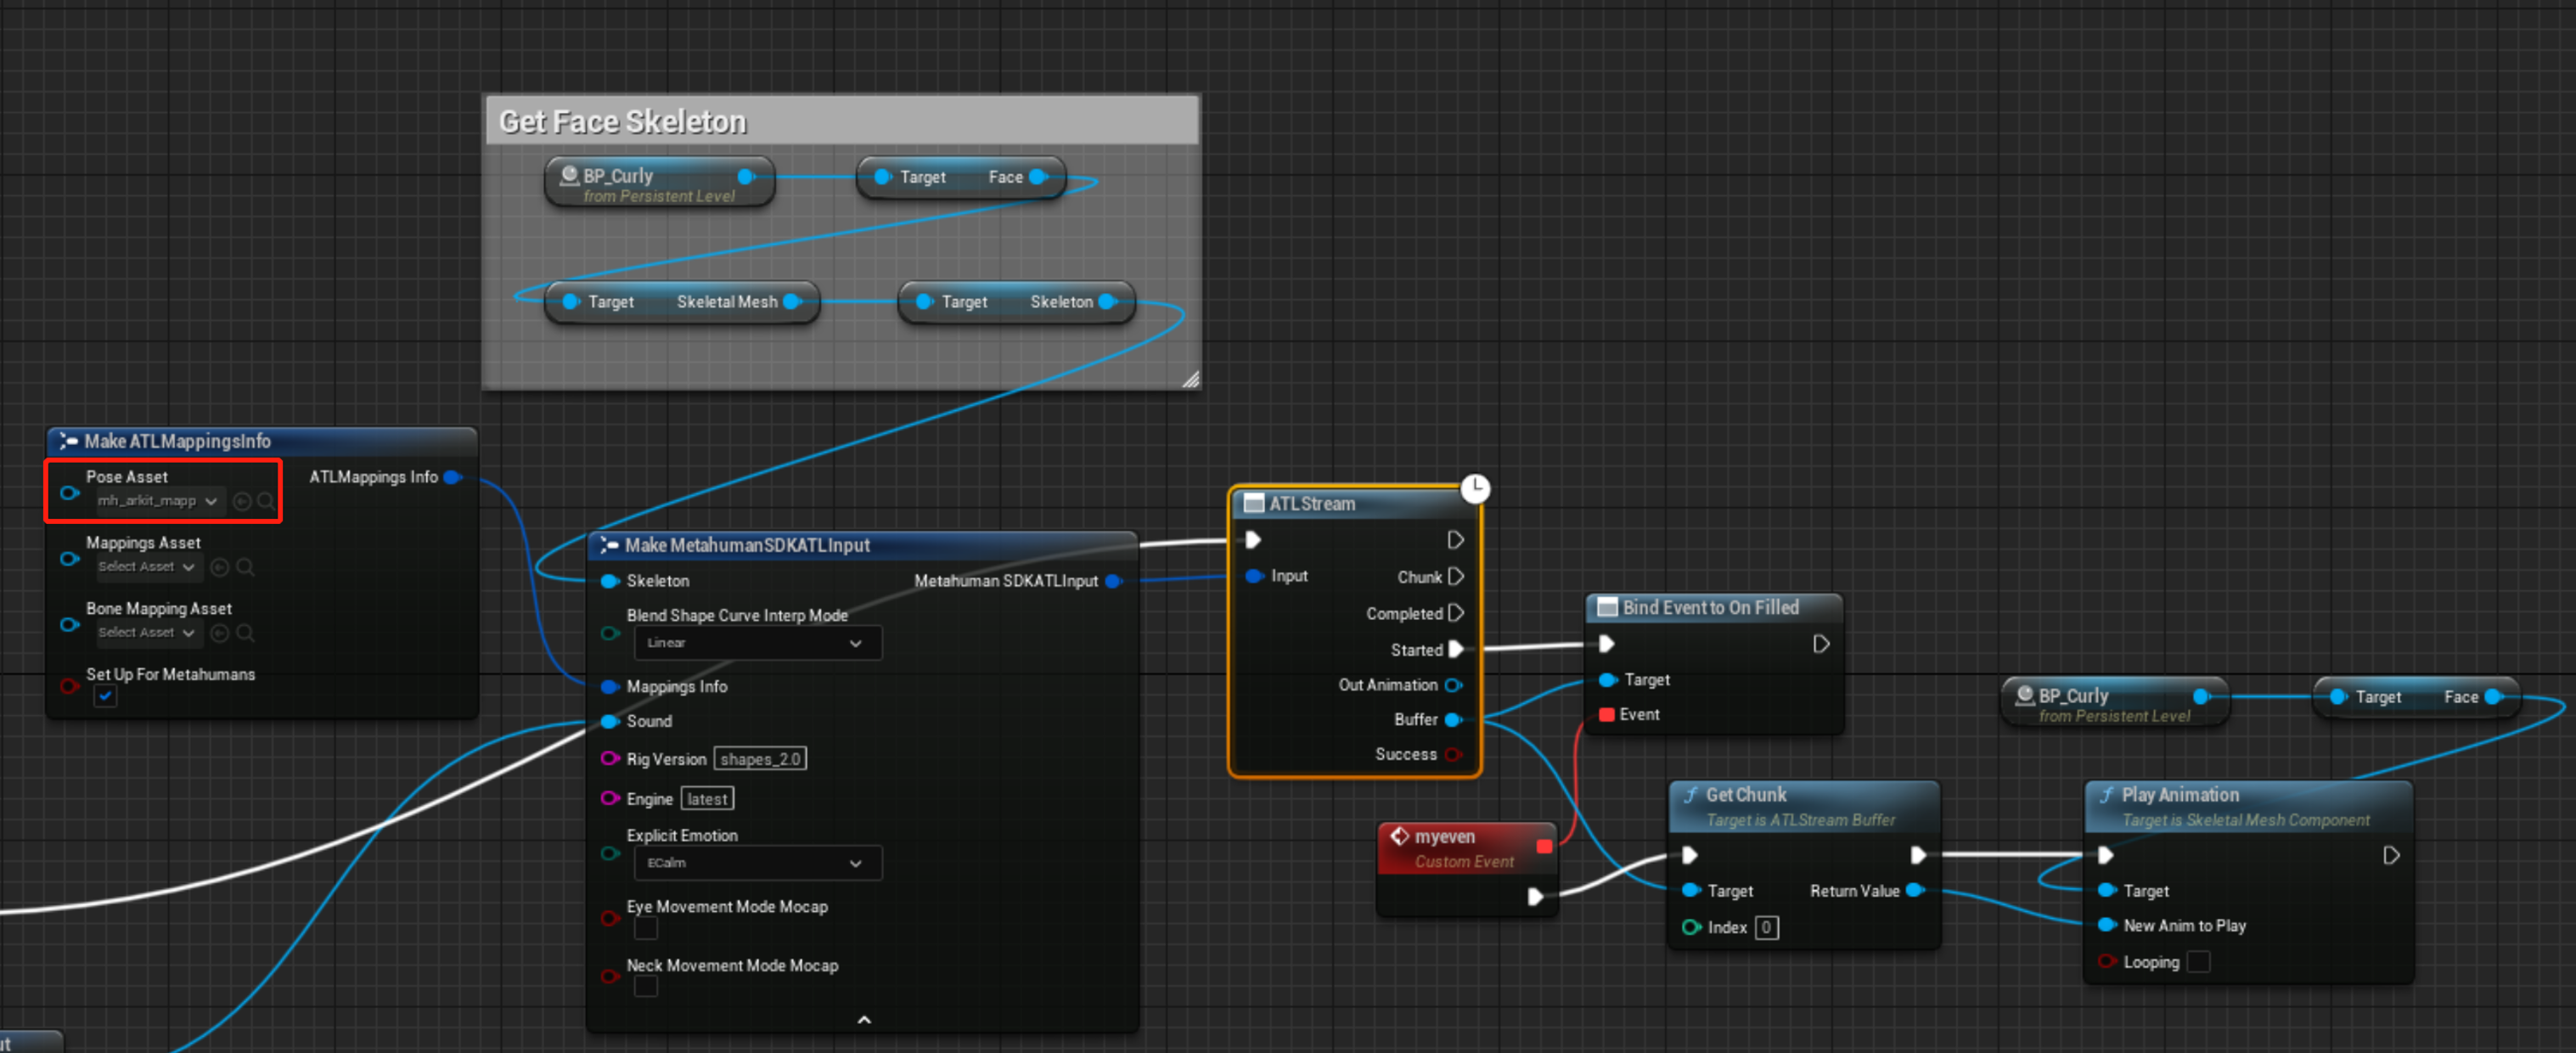 Get Face Skeleton
BP_Curly
from Persistent Level
Target Face
Target Skeletal Mesh
Target Skeleton
Make ATLMappingsInfo
Pose Asset
mh_arkit_mapp
ATLMappings Info
Mappings Asset
Select Asset
Bone Mapping Asset
Select Asset
Set Up For Metahumans
Make MetahumanSDKATLInput
Skeleton
Metahuman SDKATLInput
Blend Shape Curve Interp Mode
Linear
Mappings Info
Sound
Rig Version shapes_2.0
Engine latest
Explicit Emotion
ECalm
Eye Movement Mode Mocap
Neck Movement Mode Mocap
ATLStream
Input
Chunk
Completed
Started
Out Animation
Buffer
Success
Bind Event to On Filled
Target
Event
myeven
Custom Event
Get Chunk
Target is ATLStream Buffer
Target Return Value
Index 0
BP_Curly
from Persistent Level
Target Face
Play Animation
Target is Skeletal Mesh Component
Target
New Anim to Play
Looping
ut